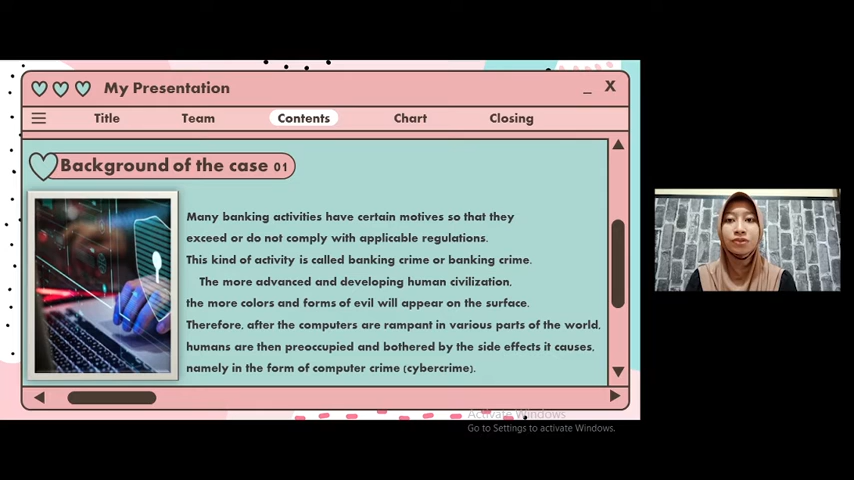 My Presentation
_ X
Title Team Contents Chart Closing
Background of the case 01
Many banking activities have certain motives so that they
exceed or do not comply with applicable regulations.
This kind of activity is called banking crime or banking crime.
The more advanced and developing human civilization,
the more colors and forms of evil will appear on the surface.
Therefore, after the computers are rampant in various parts of the world,
humans are then preoccupied and bothered by the side effects it causes,
namely in the form of computer crime (cybercrime).
Activate Windows
Go to Settings to activate Windows.